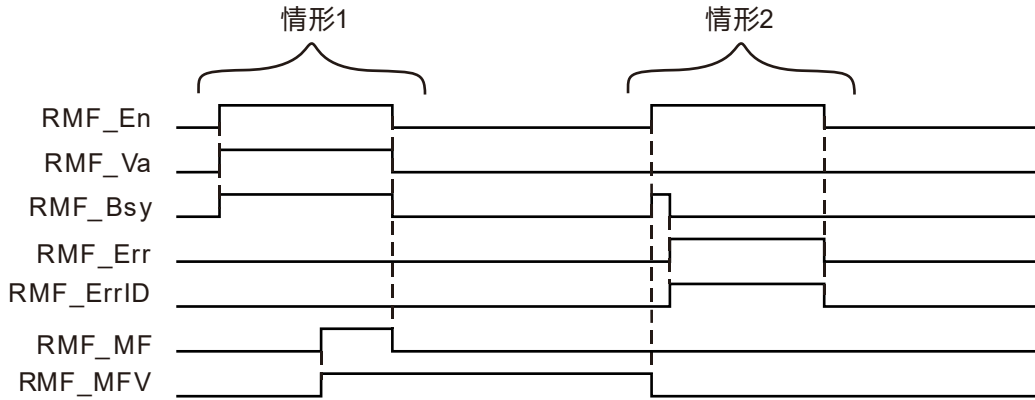 情形1
情形2
RMF_En
RMF_Va
RMF_Bsy
RMF_Err
RMF_ErrID
RMF_MF
RMF_MFV